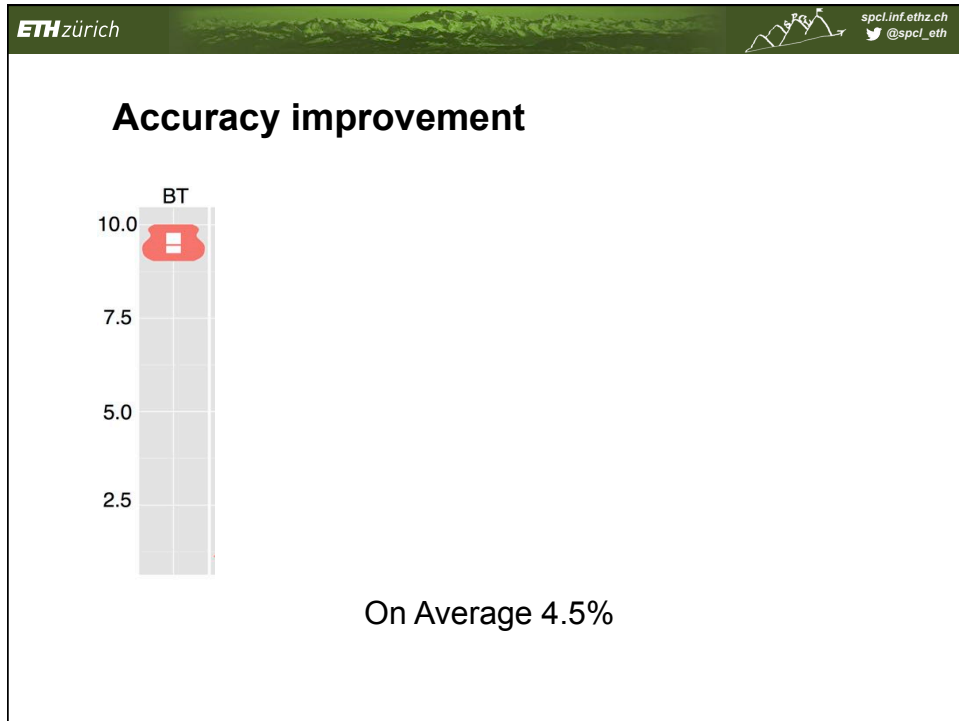 ETH zürich
SPCL
spcl.inf.ethz.ch
@spcl_eth
Accuracy improvement
BT
10.0
7.5
5.0
2.5
On Average 4.5%